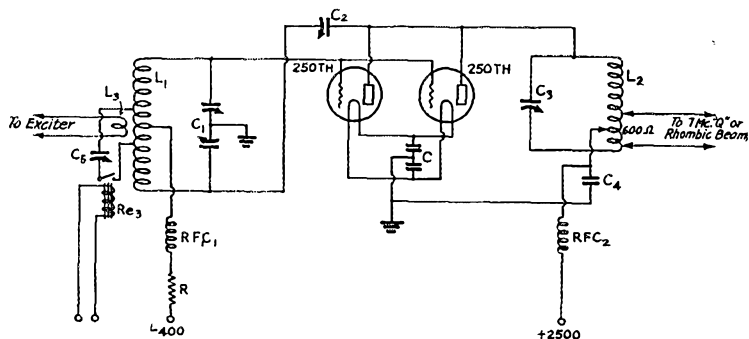 C₂
250TH
250TH
L₁
L₃
L₂
C₃
To Exciter
C₁
To 7Mc."Q" or
Rhombic Beam
600Ω
C₅
C
C₄
Re₃
RFC₁
RFC₂
R
-400
+2500